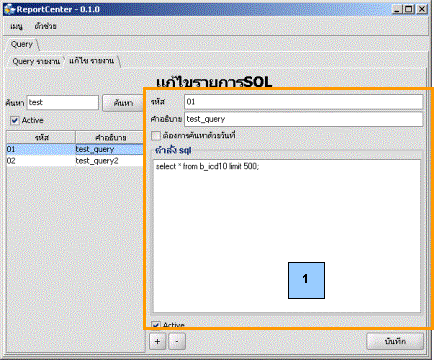 ReportCenter - 0.1.0
เมนู ตัวช่วย
Query
Query รายงาน แก้ไข รายงาน
แก้ไขรายการSQL
ค้นหา test ค้นหา
Active
รหัส คำอธิบาย
01 test_query
02 test_query2
รหัส 01
คำอธิบาย test_query
ต้องการค้นหาด้วยวันที่
คำสั่ง sql
select * from b_icd10 limit 500;
1
Active
+ - บันทึก